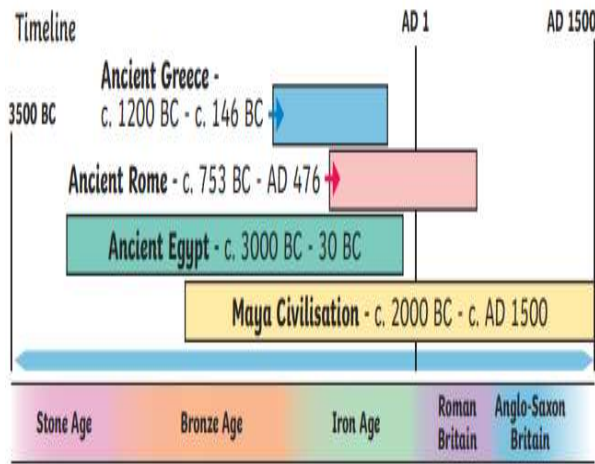 Timeline
AD 1
AD 1500
3500 BC
Ancient Greece -
c. 1200 BC - c. 146 BC
Ancient Rome - c. 753 BC - AD 476
Ancient Egypt - c. 3000 BC - 30 BC
Maya Civilisation - c. 2000 BC - c. AD 1500
Stone Age
Bronze Age
Iron Age
Roman
Britain
Anglo-Saxon
Britain